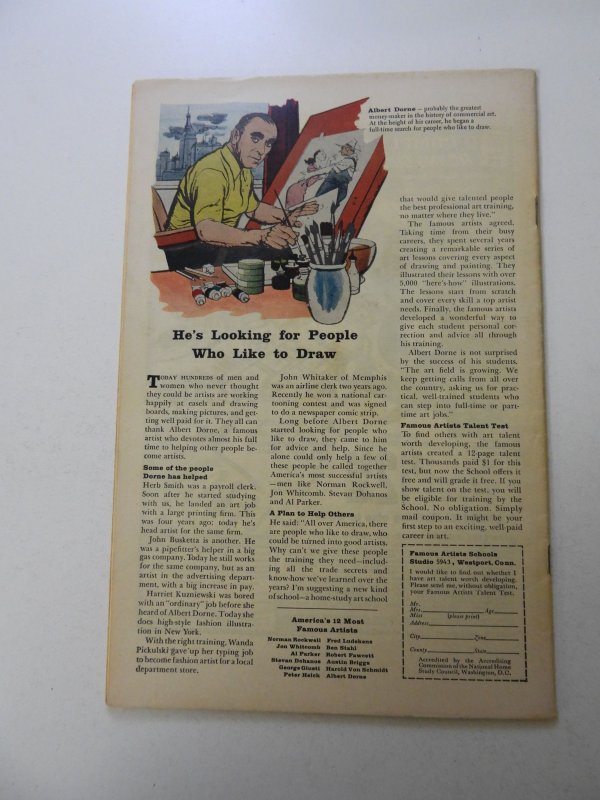 Albert Dorne — probably the greatest
money-maker in the history of commercial art.
At the height of his career, he began a
full-time search for people who like to draw.
He's Looking for People
Who Like to Draw
TODAY HUNDREDS of men and
women who never thought
they could be artists are working
happily at easels and drawing
boards, making pictures, and get-
ting well paid for it. They all can
thank Albert Dorne, a famous
artist who devotes almost his full
time to helping other people be-
come artists.
Some of the people
Dorne has helped
Herb Smith was a payroll clerk.
Soon after he started studying
with us, he landed an art job
with a large printing firm. This
was four years ago; today he's
head artist for the same firm.
John Busketta is another. He
was a pipefitter's helper in a big
gas company. Today he still works
for the same company, but as an
artist in the advertising depart-
ment, with a big increase in pay.
Harriet Kuzniewski was bored
with an "ordinary" job before she
heard of Albert Dorne. Today she
does high-style fashion illustra-
tion in New York.
With the right training, Wanda
Pickulski gave up her typing job
to become fashion artist for a local
department store.
John Whitaker of Memphis
was an airline clerk two years ago.
Recently he won a national car-
tooning contest and was signed
to do a newspaper comic strip.
Long before Albert Dorne
started looking for people who
like to draw, they came to him
for advice and help. Since he
alone could only help a few of
these people he called together
America's most successful artists
—men like Norman Rockwell,
Jon Whitcomb, Stevan Dohanos
and Al Parker.
A Plan to Help Others
He said: "All over America, there
are people who like to draw, who
could be turned into good artists.
Why can't we give these people
the training they need—includ-
ing all the trade secrets and
know-how we've learned over the
years? I'm suggesting a new kind
of school—a home-study art school
America's 12 Most
Famous Artists
Norman Rockwell Fred Ludekens
Jon Whitcomb Ben Stahl
Al Parker Robert Fawcett
Stevan Dohanos Austin Briggs
George Giusti Harold Von Schmidt
Peter Helck Albert Dorne
that would give talented people
the best professional art training,
no matter where they live."
The famous artists agreed.
Taking time from their busy
careers, they spent several years
creating a remarkable series of
art lessons covering every aspect
of drawing and painting. They
illustrated their lessons with over
5,000 "here's-how" illustrations.
The lessons start from scratch
and cover every skill a top artist
needs. Finally, the famous artists
developed a wonderful way to
give each student personal cor-
rection and advice all through
his training.
Albert Dorne is not surprised
by the success of his students.
"The art field is growing. We
keep getting calls from all over
the country, asking us for prac-
tical, well-trained students who
can step into full-time or part-
time art jobs."
Famous Artists Talent Test
To find others with art talent
worth developing, the famous
artists created a 12-page talent
test. Thousands paid $1 for this
test, but now the School offers it
free and will grade it free. If you
show talent on the test, you will
be eligible for training by the
School. No obligation. Simply
mail coupon. It might be your
first step to an exciting, well-paid
career in art.
Famous Artists Schools
Studio 5943, Westport, Conn.
I would like to find out whether I
have art talent worth developing.
Please send me, without obligation,
your Famous Artists Talent Test.
Mr.
Mrs. Age
Miss (please print)
Address
City Zone
County State
Accredited by the Accrediting
Commission of the National Home
Study Council, Washington, D.C.